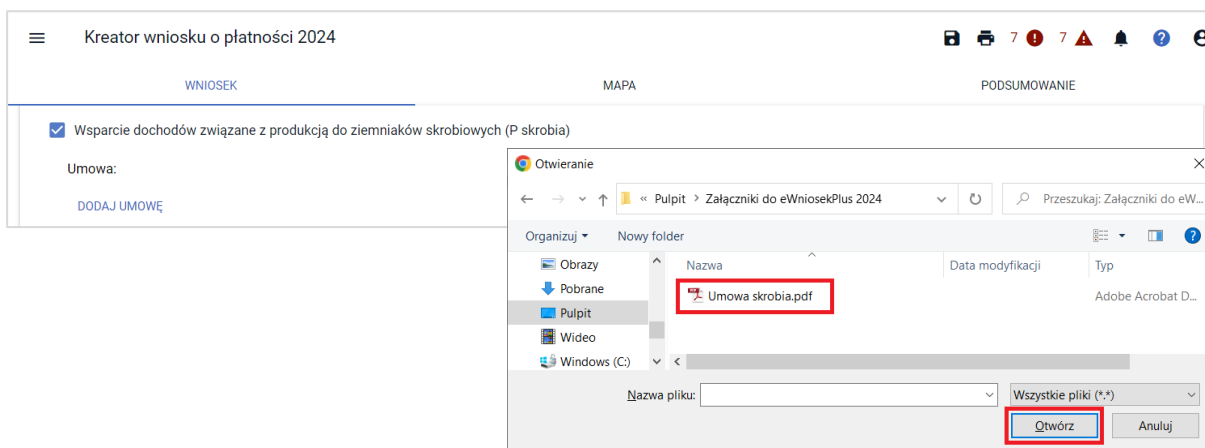 Kreator wniosku o płatności 2024
7 7
WNIOSEK MAPA PODSUMOWANIE
Wsparcie dochodów związane z produkcją do ziemniaków skrobiowych (P skrobia)
Umowa:
DODAJ UMOWĘ
Otwieranie
« Pulpit > Załączniki do eWniosekPlus 2024
Przeszukaj: Załączniki do eW...
Organizuj Nowy folder
Nazwa Data modyfikacji Typ
Obrazy
Pobrane
Pulpit
Wideo
Windows (C:)
Umowa skrobia.pdf Adobe Acrobat D...
Nazwa pliku: Wszystkie pliki (*.*)
Otwórz Anuluj